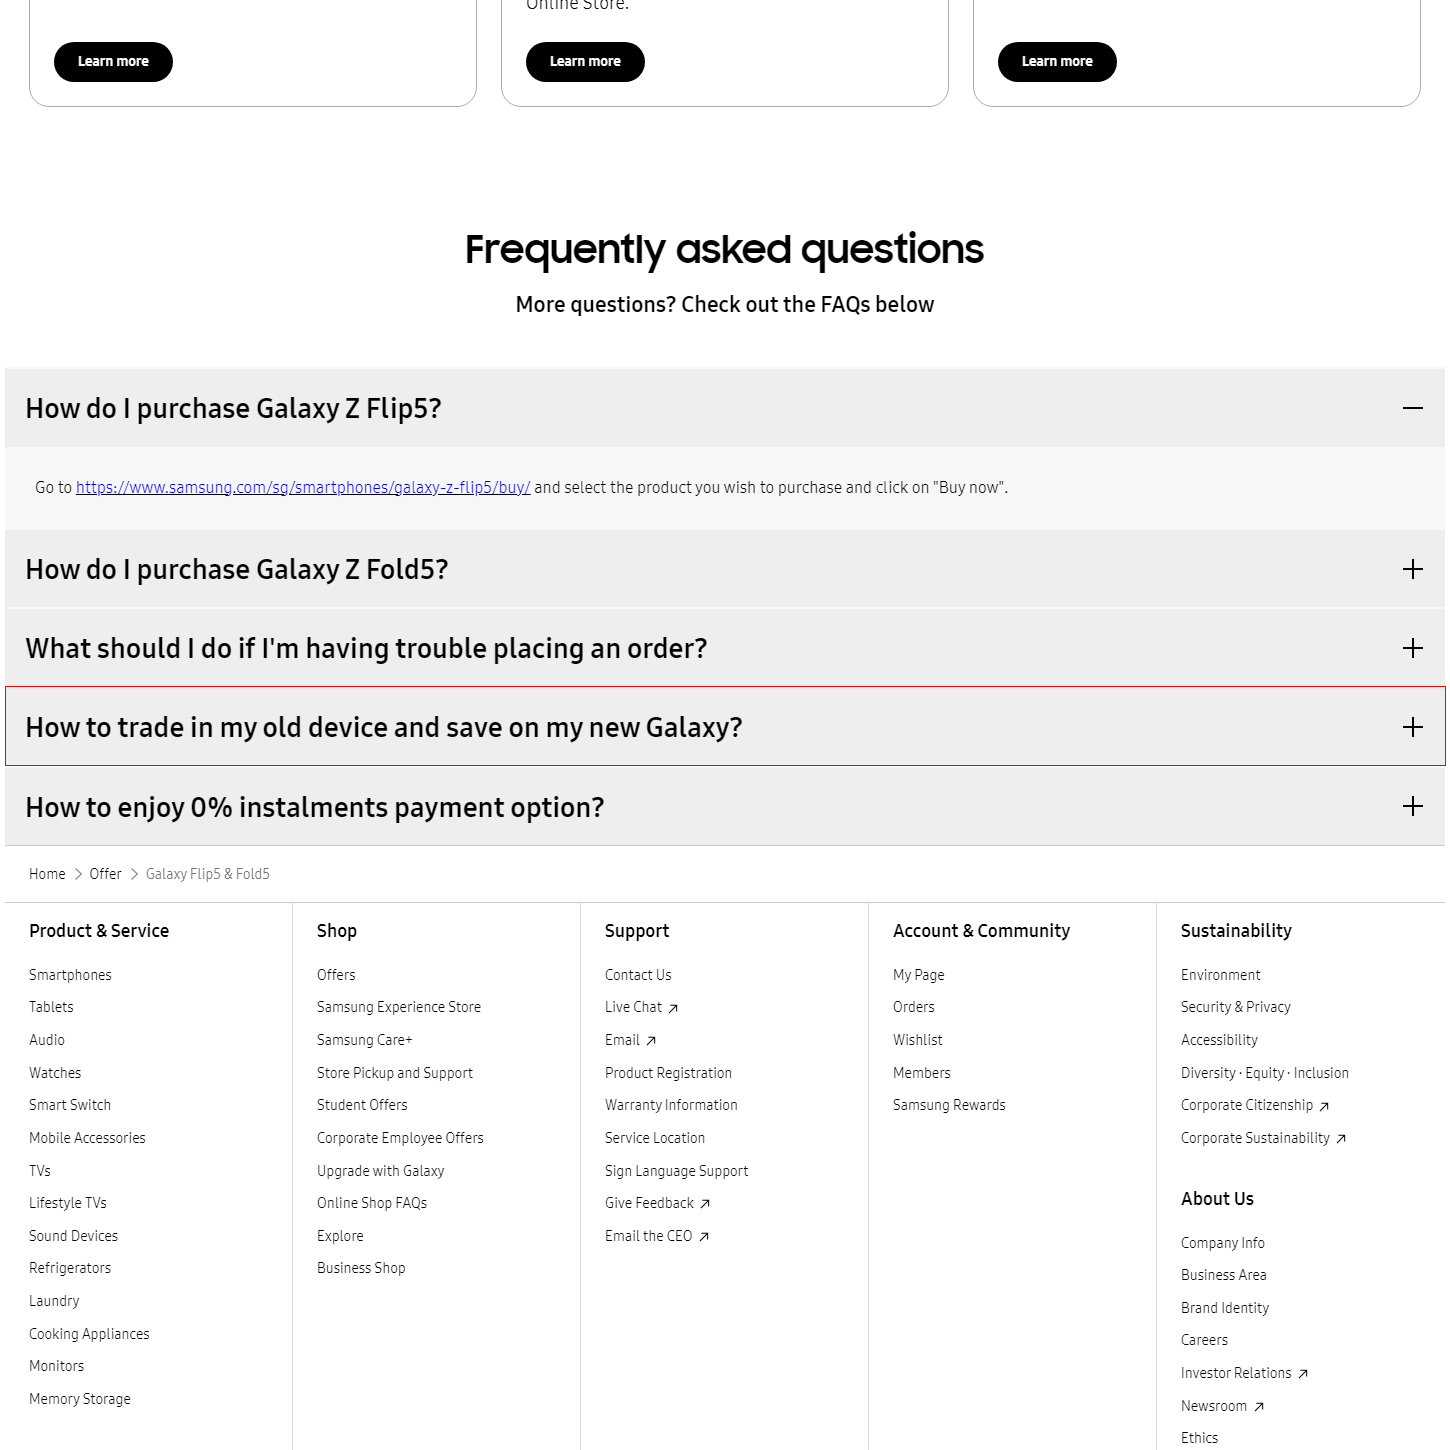 Online Store.
Learn more
Learn more
Learn more
Frequently asked questions
More questions? Check out the FAQs below
How do I purchase Galaxy Z Flip5?
Go to https://www.samsung.com/sg/smartphones/galaxy-z-flip5/buy/ and select the product you wish to purchase and click on "Buy now".
How do I purchase Galaxy Z Fold5?
What should I do if I'm having trouble placing an order?
How to trade in my old device and save on my new Galaxy?
How to enjoy 0% instalments payment option?
Home
Offer
Galaxy Flip5 & Fold5
Product & Service
Smartphones
Tablets
Audio
Watches
Smart Switch
Mobile Accessories
TVs
Lifestyle TVs
Sound Devices
Refrigerators
Laundry
Cooking Appliances
Monitors
Memory Storage
Shop
Offers
Samsung Experience Store
Samsung Care+
Store Pickup and Support
Student Offers
Corporate Employee Offers
Upgrade with Galaxy
Online Shop FAQs
Explore
Business Shop
Support
Contact Us
Live Chat
Email
Product Registration
Warranty Information
Service Location
Sign Language Support
Give Feedback
Email the CEO
Account & Community
My Page
Orders
Wishlist
Members
Samsung Rewards
Sustainability
Environment
Security & Privacy
Accessibility
Diversity · Equity · Inclusion
Corporate Citizenship
Corporate Sustainability
About Us
Company Info
Business Area
Brand Identity
Careers
Investor Relations
Newsroom
Ethics